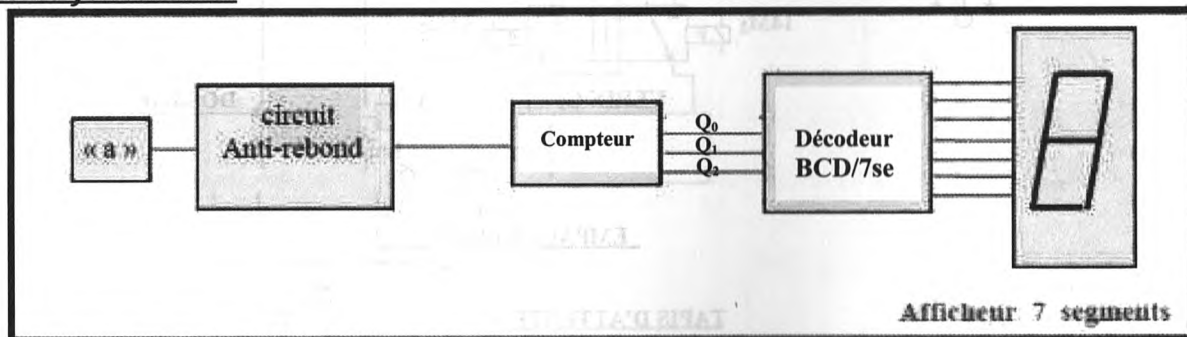 « a »
circuit
Anti-rebond
Compteur
Q₀
Q₁
Q₂
Décodeur
BCD/7se
Afficheur 7 segments